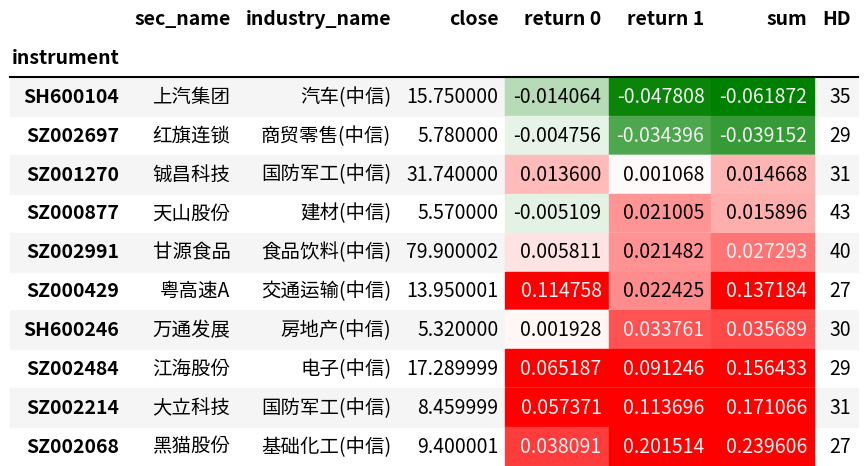 sec_name industry_name close return 0 return 1 sum HD
instrument
SH600104 上汽集团 汽车(中信) 15.750000 -0.014064 -0.047808 -0.061872 35
SZ002697 红旗连锁 商贸零售(中信) 5.780000 -0.004756 -0.034396 -0.039152 29
SZ001270 铖昌科技 国防军工(中信) 31.740000 0.013600 0.001068 0.014668 31
SZ000877 天山股份 建材(中信) 5.570000 -0.005109 0.021005 0.015896 43
SZ002991 甘源食品 食品饮料(中信) 79.900002 0.005811 0.021482 0.027293 40
SZ000429 粤高速A 交通运输(中信) 13.950001 0.114758 0.022425 0.137184 27
SH600246 万通发展 房地产(中信) 5.320000 0.001928 0.033761 0.035689 30
SZ002484 江海股份 电子(中信) 17.289999 0.065187 0.091246 0.156433 29
SZ002214 大立科技 国防军工(中信) 8.459999 0.057371 0.113696 0.171066 31
SZ002068 黑猫股份 基础化工(中信) 9.400001 0.038091 0.201514 0.239606 27